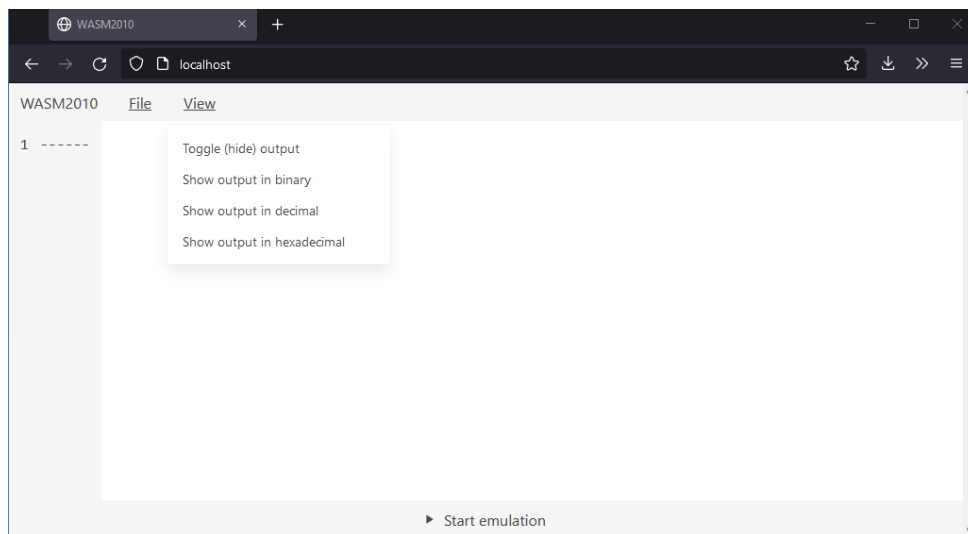 WASM2010
localhost
WASM2010 File View
1 ------
Toggle (hide) output
Show output in binary
Show output in decimal
Show output in hexadecimal
Start emulation